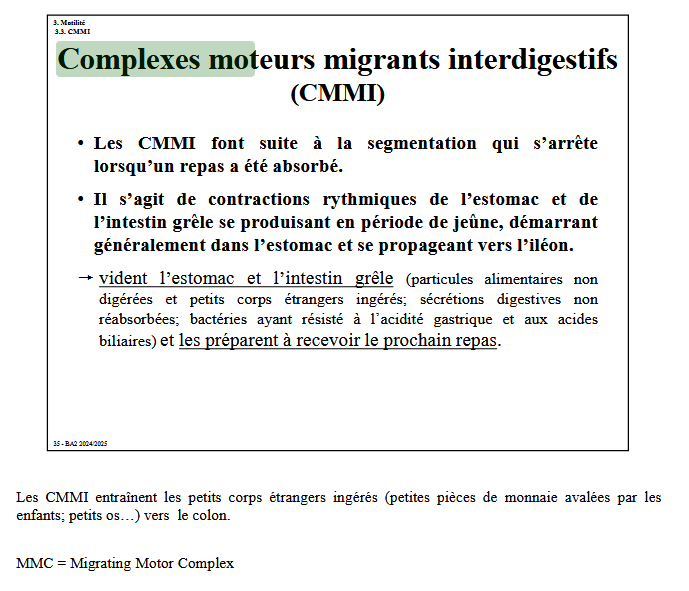 3. Motilité
3.3. CMMI
Complexes moteurs migrants interdigestifs
(CMMI)
• Les CMMI font suite à la segmentation qui s’arrête
lorsqu’un repas a été absorbé.
• Il s’agit de contractions rythmiques de l’estomac et de
l’intestin grêle se produisant en période de jeûne, démarrant
généralement dans l’estomac et se propageant vers l’iléon.
→ vident l’estomac et l’intestin grêle (particules alimentaires non
digérées et petits corps étrangers ingérés; sécrétions digestives non
réabsorbées; bactéries ayant résisté à l’acidité gastrique et aux acides
biliaires) et les préparent à recevoir le prochain repas.
35 - BA2 2024/2025
Les CMMI entraînent les petits corps étrangers ingérés (petites pièces de monnaie avalées par les
enfants; petits os…) vers le colon.
MMC = Migrating Motor Complex